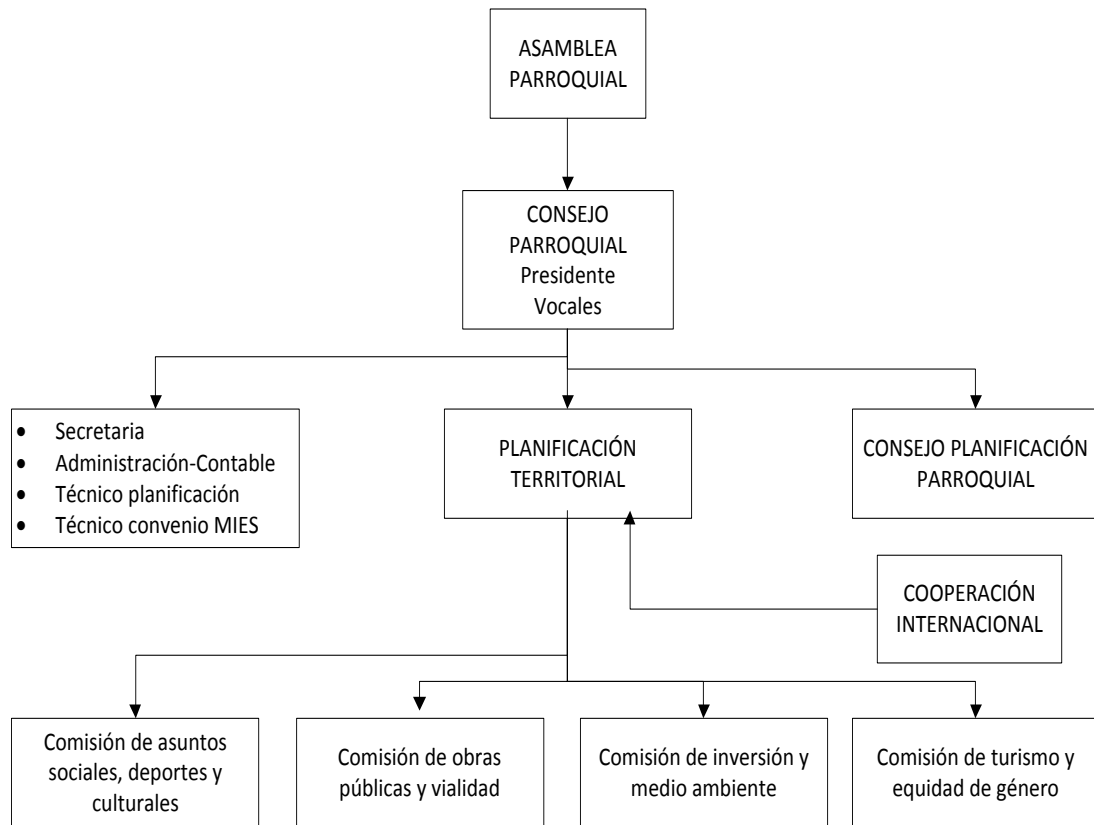 ASAMBLEA
PARROQUIAL
CONSEJO
PARROQUIAL
Presidente
Vocales
• Secretaria
• Administración-Contable
• Técnico planificación
• Técnico convenio MIES
PLANIFICACIÓN
TERRITORIAL
CONSEJO PLANIFICACIÓN
PARROQUIAL
COOPERACIÓN
INTERNACIONAL
Comisión de asuntos
sociales, deportes y
culturales
Comisión de obras
públicas y vialidad
Comisión de inversión y
medio ambiente
Comisión de turismo y
equidad de género